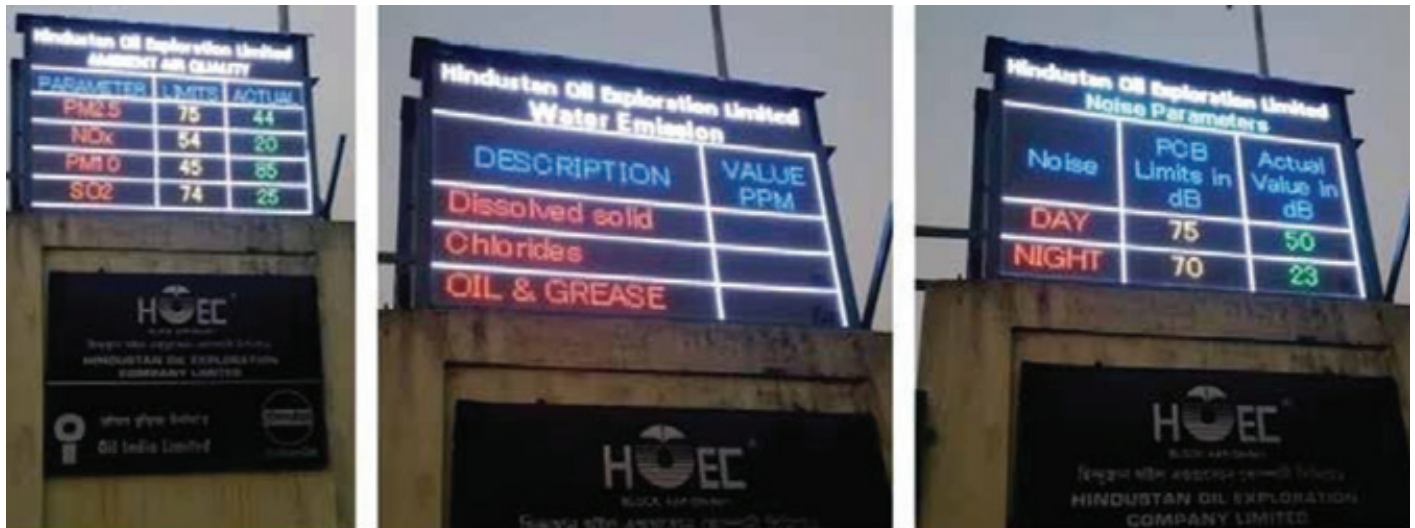 Hindustan Oil Exploration Limited
AMBIENT AIR QUALITY
PARAMETER LIMITS ACTUAL
PM2.5 75 44
NOx 54 20
PM10 45 85
SO2 74 25
HOEC
HINDUSTAN OIL EXPLORATION
COMPANY LIMITED
Oil India Limited
Hindustan Oil Exploration Limited
Water Emission
DESCRIPTION VALUE PPM
Dissolved solid
Chlorides
OIL & GREASE
HOEC
Hindustan Oil Exploration Limited
Noise Parameters
Noise PCB Limits in dB Actual Value in dB
DAY 75 50
NIGHT 70 23
HOEC
HINDUSTAN OIL EXPLORATION
COMPANY LIMITED